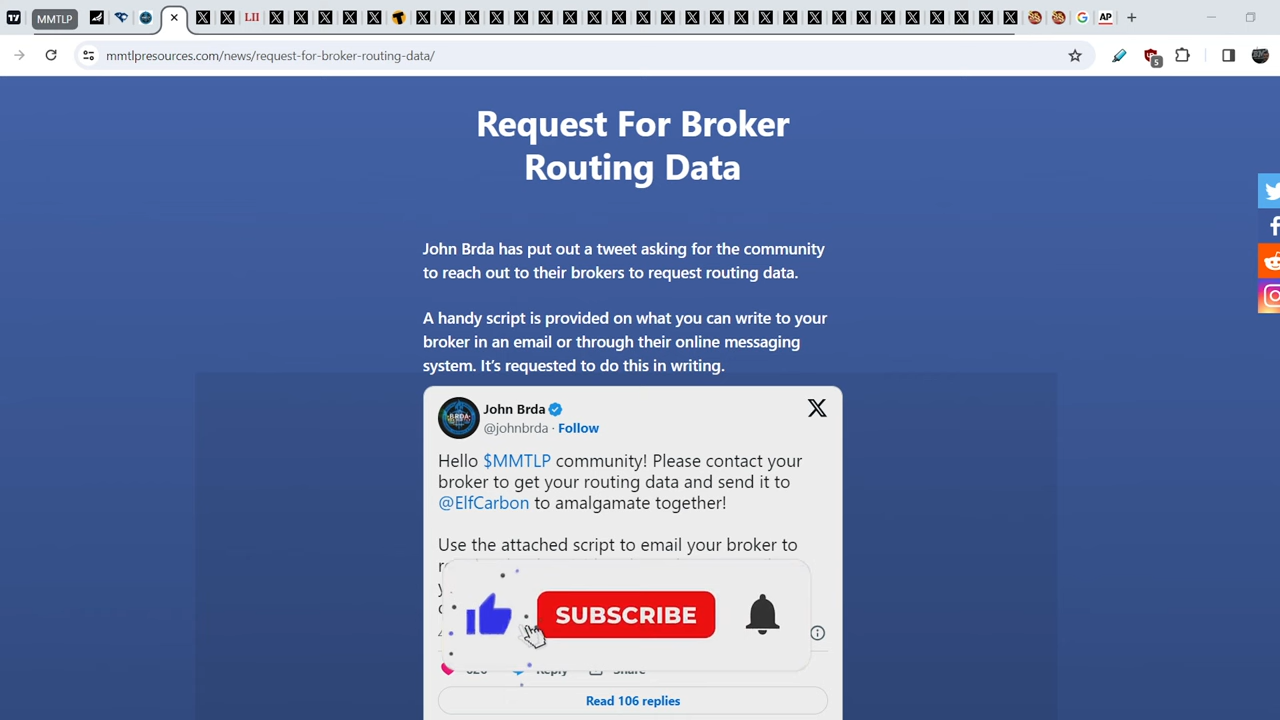 MMTLP
LII
AP
mmtlpresources.com/news/request-for-broker-routing-data/
5
Request For Broker
Routing Data
John Brda has put out a tweet asking for the community
to reach out to their brokers to request routing data.
A handy script is provided on what you can write to your
broker in an email or through their online messaging
system. It’s requested to do this in writing.
John Brda
@johnbrda · Follow
Hello $MMTLP community! Please contact your
broker to get your routing data and send it to
@ElfCarbon to amalgamate together!
Use the attached script to email your broker to
SUBSCRIBE
Reply
Share
Read 106 replies